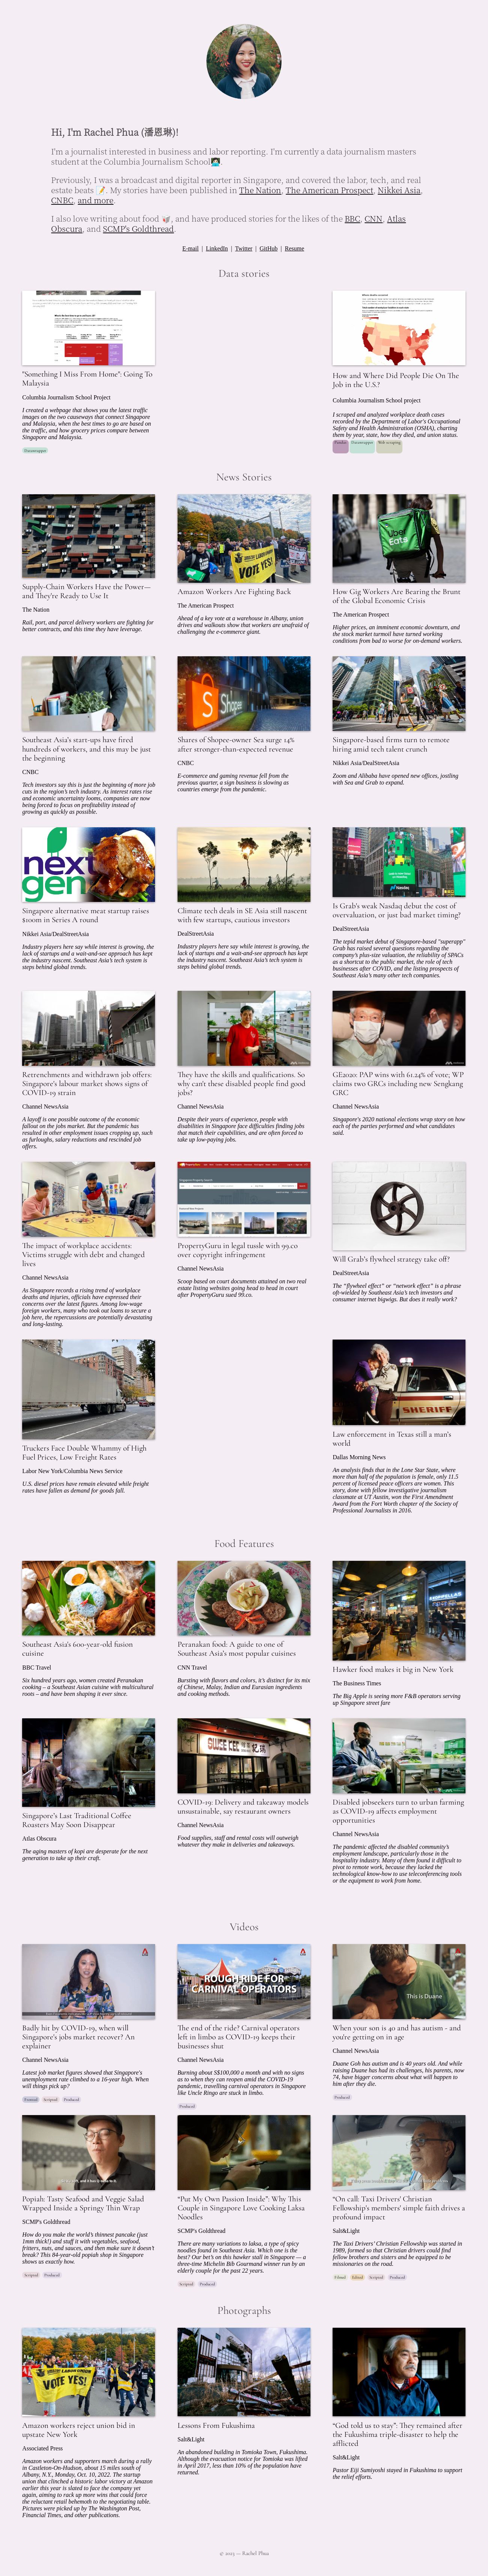 Hi, I'm Rachel Phua (潘恩琳)!
I'm a journalist interested in business and labor reporting. I'm currently a data journalism masters
student at the Columbia Journalism School👩🏻‍💻
Previously, I was a broadcast and digital reporter in Singapore, and covered the labor, tech, and real
estate beats 📝. My stories have been published in The Nation, The American Prospect, Nikkei Asia,
CNBC, and more.
I also love writing about food 🥡, and have produced stories for the likes of the BBC, CNN, Atlas
Obscura, and SCMP's Goldthread.
E-mail | LinkedIn | Twitter | GitHub | Resume
Data stories
"Something I Miss From Home": Going To
Malaysia
Columbia Journalism School Project
I created a webpage that shows you the latest traffic
images on the two causeways that connect Singapore
and Malaysia, when the best times to go are based on
the traffic, and how grocery prices compare between
Singapore and Malaysia.
Datawrapper
How and Where Did People Die On The
Job in the U.S.?
Columbia Journalism School project
I scraped and analyzed workplace death cases
recorded by the Department of Labor's Occupational
Safety and Health Administration (OSHA), charting
them by year, state, how they died, and union status.
Pandas Datawrapper Web scraping
News Stories
Supply-Chain Workers Have the Power—
and They're Ready to Use It
The Nation
Rail, port, and parcel delivery workers are fighting for
better contracts, and this time they have leverage.
VOTE YES!
Amazon Workers Are Fighting Back
The American Prospect
Ahead of a key vote at a warehouse in Albany, union
drives and walkouts show that workers are unafraid of
challenging the e-commerce giant.
Uber
Eats
How Gig Workers Are Bearing the Brunt
of the Global Economic Crisis
The American Prospect
Higher prices, an imminent economic downturn, and
the stock market turmoil have turned working
conditions from bad to worse for on-demand workers.
Southeast Asia's start-ups have fired
hundreds of workers, and this may be just
the beginning
CNBC
Tech investors say this is just the beginning of more job
cuts in the region's tech industry. As interest rates rise
and economic uncertainty looms, companies are now
being forced to focus on profitability instead of
growing as quickly as possible.
Shares of Shopee-owner Sea surge 14%
after stronger-than-expected revenue
CNBC
E-commerce and gaming revenue fell from the
previous quarter, a sign business is slowing as
countries emerge from the pandemic.
Singapore-based firms turn to remote
hiring amid tech talent crunch
Nikkei Asia/DealStreetAsia
Zoom and Alibaba have opened new offices, jostling
with Sea and Grab to expand.
next
gen
Singapore alternative meat startup raises
$100m in Series A round
Nikkei Asia/DealStreetAsia
Industry players say while interest is growing, the
lack of startups and a wait-and-see approach has kept
the industry nascent. Southeast Asia's tech system is
steps behind global trends.
Climate tech deals in SE Asia still nascent
with few startups, cautious investors
DealStreetAsia
Industry players say while interest is growing, the
lack of startups and a wait-and-see approach has kept
the industry nascent. Southeast Asia's tech system is
steps behind global trends.
Is Grab's weak Nasdaq debut the cost of
overvaluation, or just bad market timing?
DealStreetAsia
The tepid market debut of Singapore-based "superapp"
Grab has raised several questions regarding the
company's plus-size valuation, the reliability of SPACs
as a shortcut to the public market, the role of tech
businesses after COVID, and the listing prospects of
Southeast Asia's many other tech companies.
Retrenchments and withdrawn job offers:
Singapore's labour market shows signs of
COVID-19 strain
Channel NewsAsia
A layoff is one possible outcome of the economic
fallout on the jobs market. But the pandemic has
resulted in other employment issues cropping up, such
as furloughs, salary reductions and rescinded job
offers.
They have the skills and qualifications. So
why can't these disabled people find good
jobs?
Channel NewsAsia
Despite their years of experience, people with
disabilities in Singapore face difficulties finding jobs
that match their capabilities, and are often forced to
take up low-paying jobs.
GE2020: PAP wins with 61.24% of vote; WP
claims two GRCs including new Sengkang
GRC
Channel NewsAsia
Singapore's 2020 national elections wrap story on how
each of the parties performed and what candidates
said.
The impact of workplace accidents:
Victims struggle with debt and changed
lives
Channel NewsAsia
As Singapore records a rising trend of workplace
deaths and injuries, officials have expressed their
concerns over the latest figures. Among low-wage
foreign workers, many who took out loans to secure a
job here, the repercussions are potentially devastating
and long-lasting.
PropertyGuru in legal tussle with 99.co
over copyright infringement
Channel NewsAsia
Scoop based on court documents attained on two real
estate listing websites going head to head in court
after PropertyGuru sued 99.co.
Will Grab's flywheel strategy take off?
DealStreetAsia
The "flywheel effect" or "network effect" is a phrase
oft-wielded by Southeast Asia's tech investors and
consumer internet bigwigs. But does it really work?
Truckers Face Double Whammy of High
Fuel Prices, Low Freight Rates
Labor New York/Columbia News Service
U.S. diesel prices have remain elevated while freight
rates have fallen as demand for goods fall.
SHERIFF
Law enforcement in Texas still a man's
world
Dallas Morning News
An analysis finds that in the Lone Star State, where
more than half of the population is female, only 11.5
percent of licensed peace officers are women. This
story, done with fellow investigative journalism
classmate at UT Austin, won the First Amendment
Award from the Fort Worth chapter of the Society of
Professional Journalists in 2016.
Food Features
Southeast Asia's 600-year-old fusion
cuisine
BBC Travel
Six hundred years ago, women created Peranakan
cooking – a Southeast Asian cuisine with multicultural
roots – and have been shaping it ever since.
Peranakan food: A guide to one of
Southeast Asia's most popular cuisines
CNN Travel
Bursting with flavors and colors, it's distinct for its mix
of Chinese, Malay, Indian and Eurasian ingredients
and cooking methods.
Hawker food makes it big in New York
The Business Times
The Big Apple is seeing more F&B operators serving
up Singapore street fare
Singapore's Last Traditional Coffee
Roasters May Soon Disappear
Atlas Obscura
The aging masters of kopi are desperate for the next
generation to take up their craft.
GWEE KEE
COVID-19: Delivery and takeaway models
unsustainable, say restaurant owners
Channel NewsAsia
Food supplies, staff and rental costs will outweigh
whatever they make in deliveries and takeaways.
Disabled jobseekers turn to urban farming
as COVID-19 affects employment
opportunities
Channel NewsAsia
The pandemic affected the disabled community's
employment landscape, particularly those in the
hospitality industry. Many of them found it difficult to
pivot to remote work, because they lacked the
technological know-how to use teleconferencing tools
or the equipment to work from home.
Videos
Badly hit by COVID-19, when will
Singapore's jobs market recover? An
explainer
Channel NewsAsia
Latest job market figures showed that Singapore's
unemployment rate climbed to a 16-year high. When
will things pick up?
Hosted Scripted Produced
ROUGH RIDE FOR
CARNIVAL OPERATORS
The end of the ride? Carnival operators
left in limbo as COVID-19 keeps their
businesses shut
Channel NewsAsia
Burning about S$100,000 a month and with no signs
as to when they can reopen amid the COVID-19
pandemic, travelling carnival operators in Singapore
like Uncle Ringo are stuck in limbo.
Produced
This is Duane
When your son is 40 and has autism - and
you're getting on in age
Channel NewsAsia
Duane Goh has autism and is 40 years old. And while
raising Duane has had its challenges, his parents, now
74, have bigger concerns about what will happen to
him after they die.
Produced
Popiah: Tasty Seafood and Veggie Salad
Wrapped Inside a Springy Thin Wrap
SCMP's Goldthread
How do you make the world's thinnest pancake (just
1mm thick!) and stuff it with vegetables, seafood,
fritters, nuts, and sauces, and then make sure it doesn't
break? This 84-year-old popiah shop in Singapore
shows us exactly how.
Scripted Produced
"Put My Own Passion Inside": Why This
Couple in Singapore Love Cooking Laksa
Noodles
SCMP's Goldthread
There are many variations to laksa, a type of spicy
noodles found in Southeast Asia. Which one is the
best? Our bet's on this hawker stall in Singapore –- a
three-time Michelin Bib Gourmand winner run by an
elderly couple for the past 22 years.
Scripted Produced
"On call: Taxi Drivers' Christian
Fellowship's members' simple faith drives a
profound impact
Salt&Light
The Taxi Drivers' Christian Fellowship was started in
1989, formed so that Christian drivers could find
fellow brothers and sisters and be equipped to be
missionaries on the road.
Filmed Edited Scripted Produced
Photographs
VOTE YES!
Amazon workers reject union bid in
upstate New York
Associated Press
Amazon workers and supporters march during a rally
in Castleton-On-Hudson, about 15 miles south of
Albany, N.Y., Monday, Oct. 10, 2022. The startup
union that clinched a historic labor victory at Amazon
earlier this year is slated to face the company yet
again, aiming to rack up more wins that could force
the reluctant retail behemoth to the negotiating table.
Pictures were picked up by The Washington Post,
Financial Times, and other publications.
Lessons From Fukushima
Salt&Light
An abandoned building in Tomioka Town, Fukushima.
Although the evacuation notice for Tomioka was lifted
in April 2017, less than 10% of the population have
returned.
"God told us to stay": They remained after
the Fukushima triple-disaster to help the
afflicted
Salt&Light
Pastor Eiji Sumiyoshi stayed in Fukushima to support
the relief efforts.
© 2023 — Rachel Phua